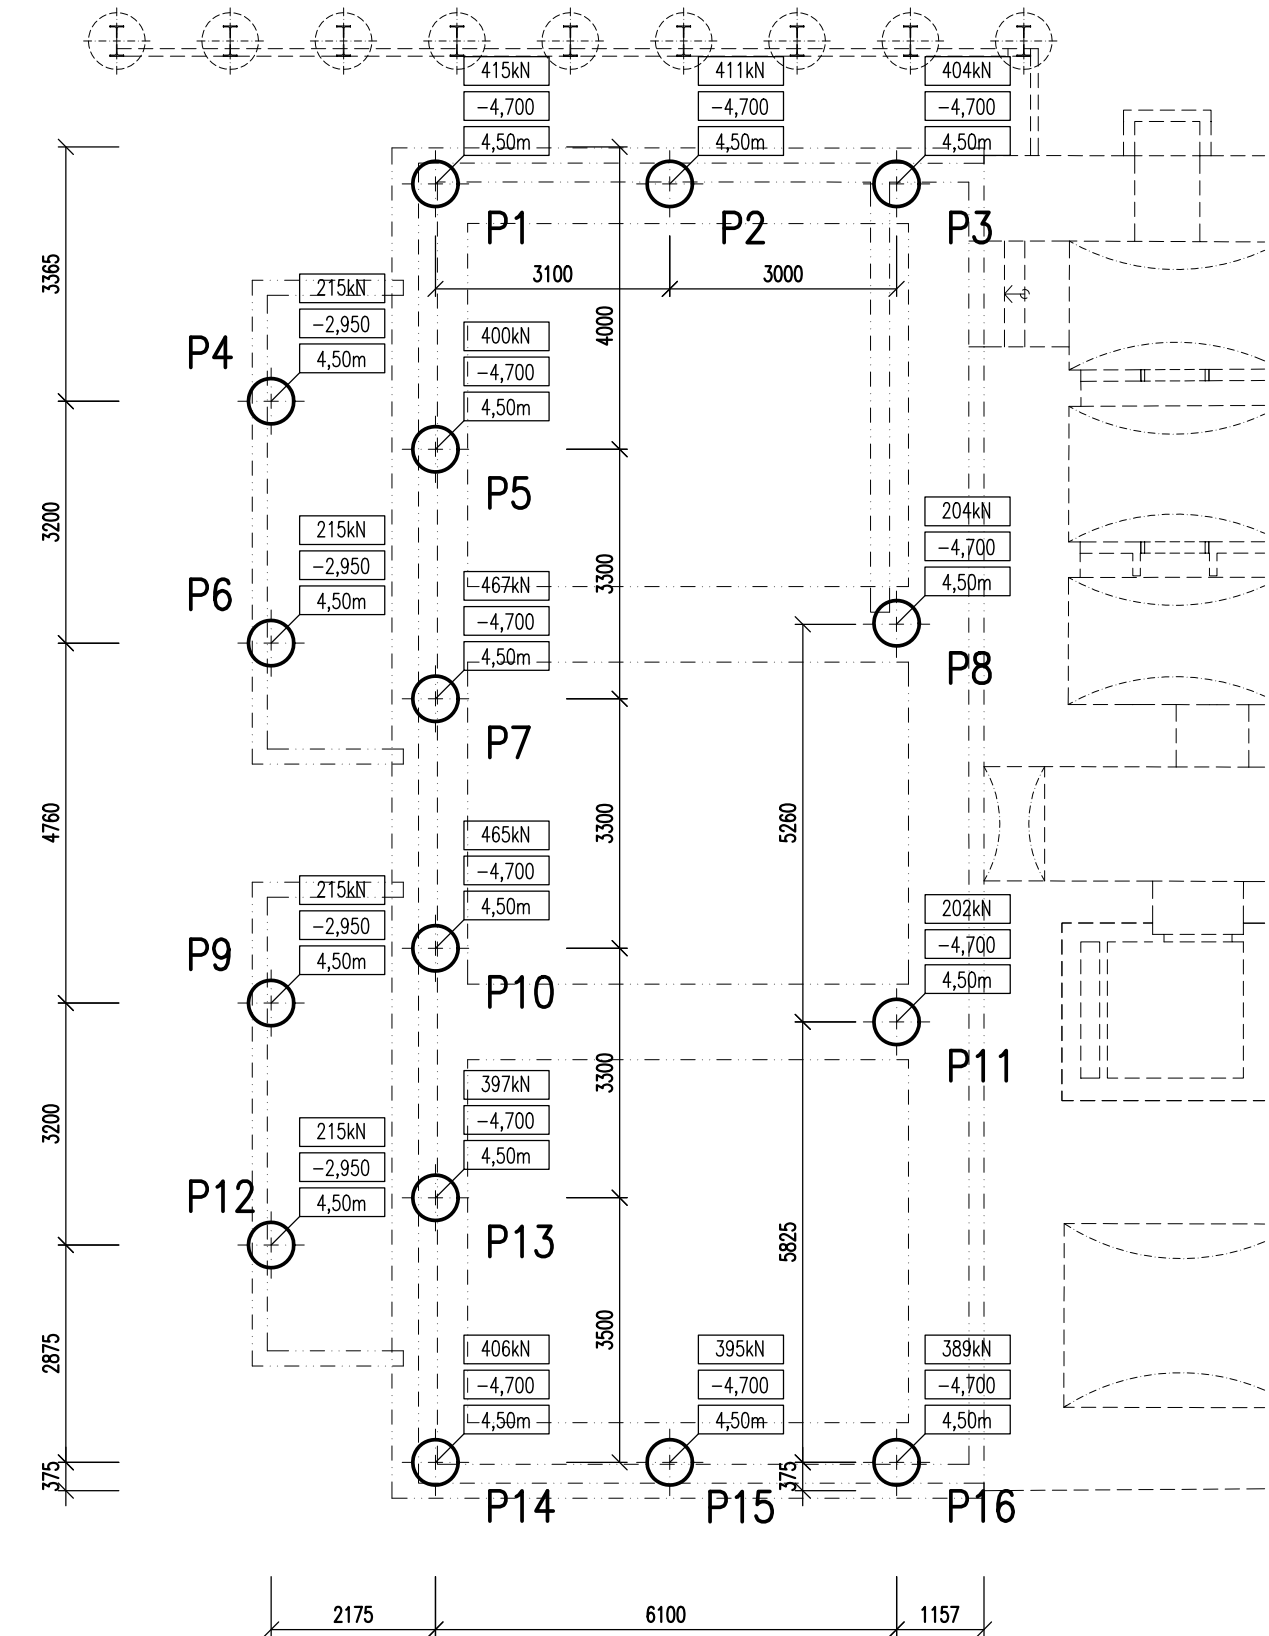 415kN
411kN
404kN
-4,700
-4,700
-4,700
4,50m
4,50m
4,50m
P1
P2
P3
3365
3100
3000
215kN
-2,950
4,50m
P4
4000
400kN
-4,700
4,50m
P5
3200
215kN
-2,950
4,50m
P6
3300
204kN
-4,700
4,50m
P8
467kN
-4,700
4,50m
P7
4760
3300
5260
465kN
-4,700
4,50m
P10
215kN
-2,950
4,50m
P9
202kN
-4,700
4,50m
P11
3200
3300
397kN
-4,700
4,50m
P13
215kN
-2,950
4,50m
P12
5825
2875
3500
406kN
395kN
389kN
-4,700
-4,700
-4,700
4,50m
4,50m
4,50m
375
375
P14
P15
P16
2175
6100
1157